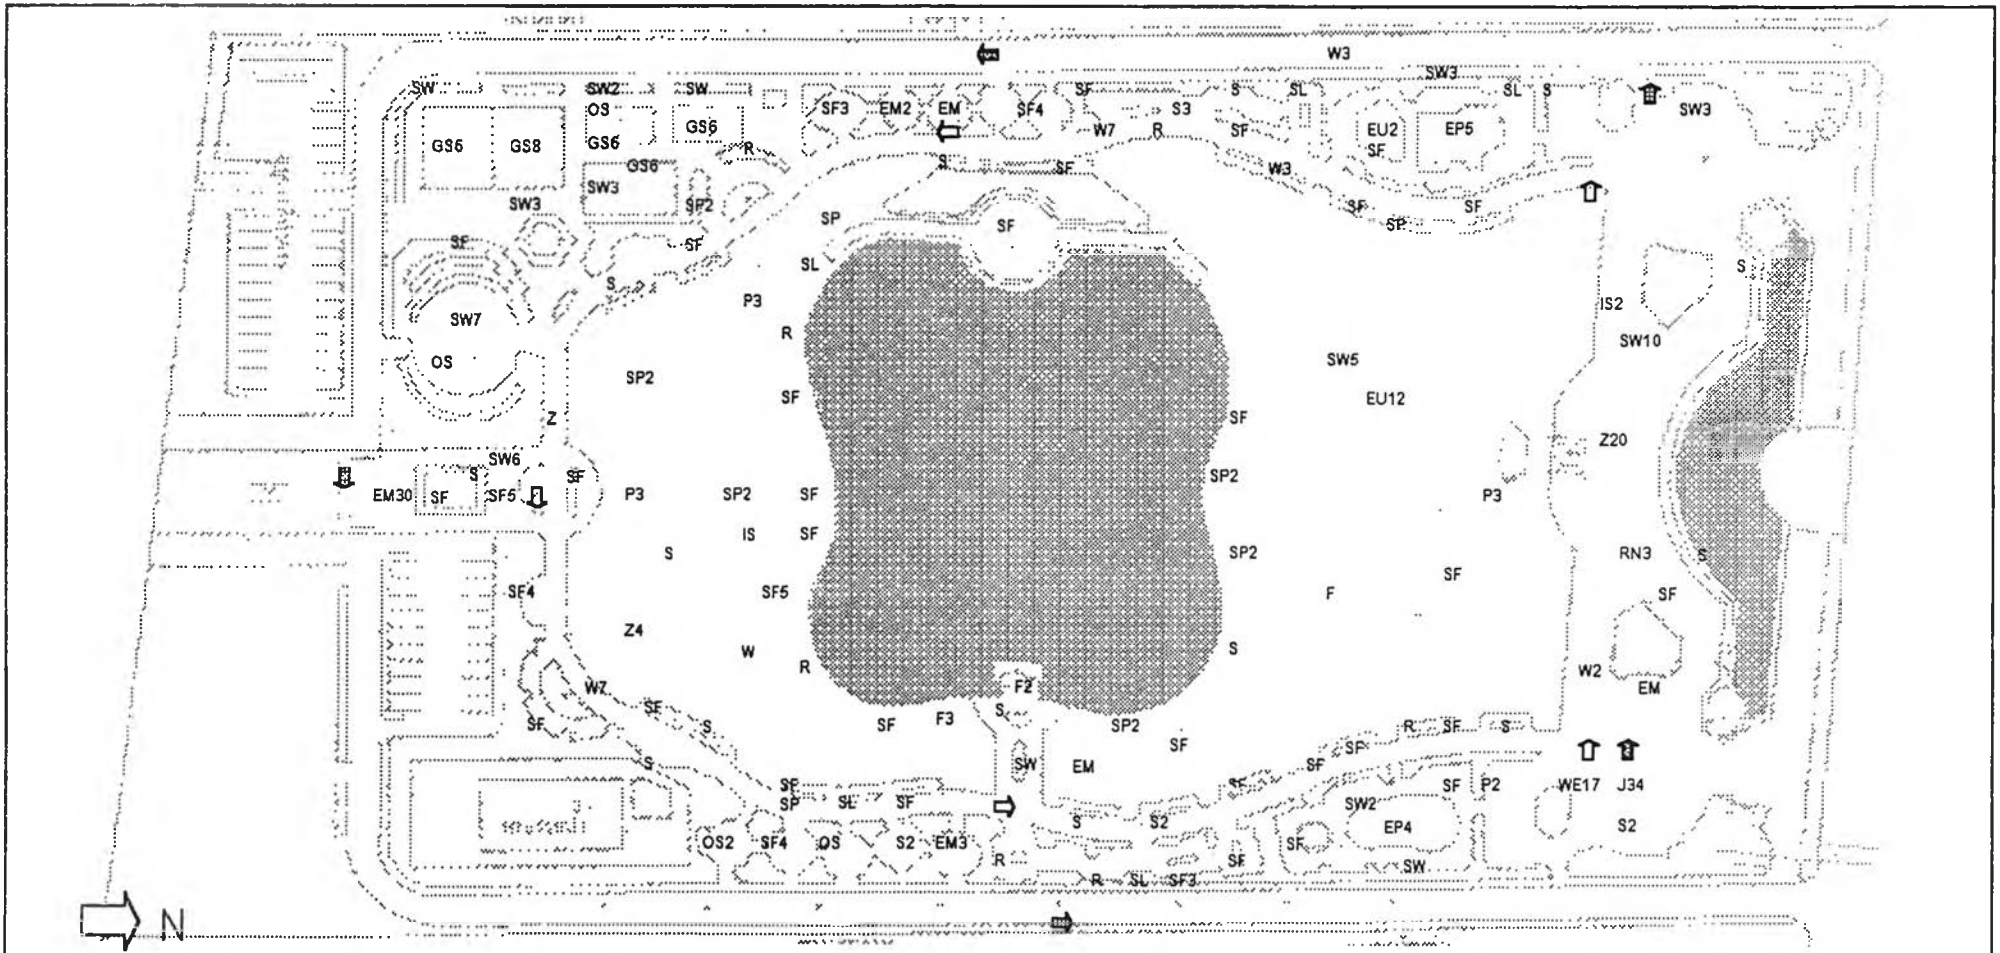 W3
SW3
SW
SW2
SW
SF
S
SL
SL
S
OS
SF3
EM2
EM
SF4
S3
SW3
GS6
GS8
GS6
GS6
W7
R
SF
EU2
EP5
SF
R
GS6
S
SF
W3
SW3
SW3
SP2
SF
SF
SP
SP
SF
SF
SF
SL
S
S
P3
IS2
SW7
R
SW10
OS
SW5
SP2
SF
EU12
Z
SF
Z20
SW6
S
SF
SP2
EM30
SF
SF5
P3
SP2
SF
P3
IS
SF
S
SP2
RN3
S
SF
SF4
SF5
F
SF
Z4
W
S
R
W2
W7
F2
EM
SF
S
SF
S
SF
F3
SP2
R
SF
S
SF
SF
S
SW
EM
SF
SF
SF
SW2
SF
P2
WE17
J34
SP
SL
SF
S
S2
EP4
S2
OS2
SF4
OS
S2
EM3
R
SF
SF
SW
R
SL
SF3
N